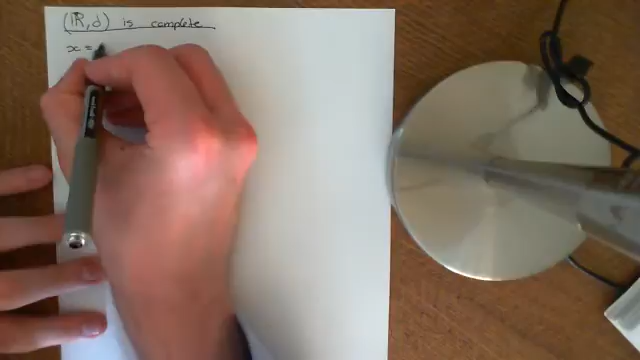 (ℝ, d) is complete
x =